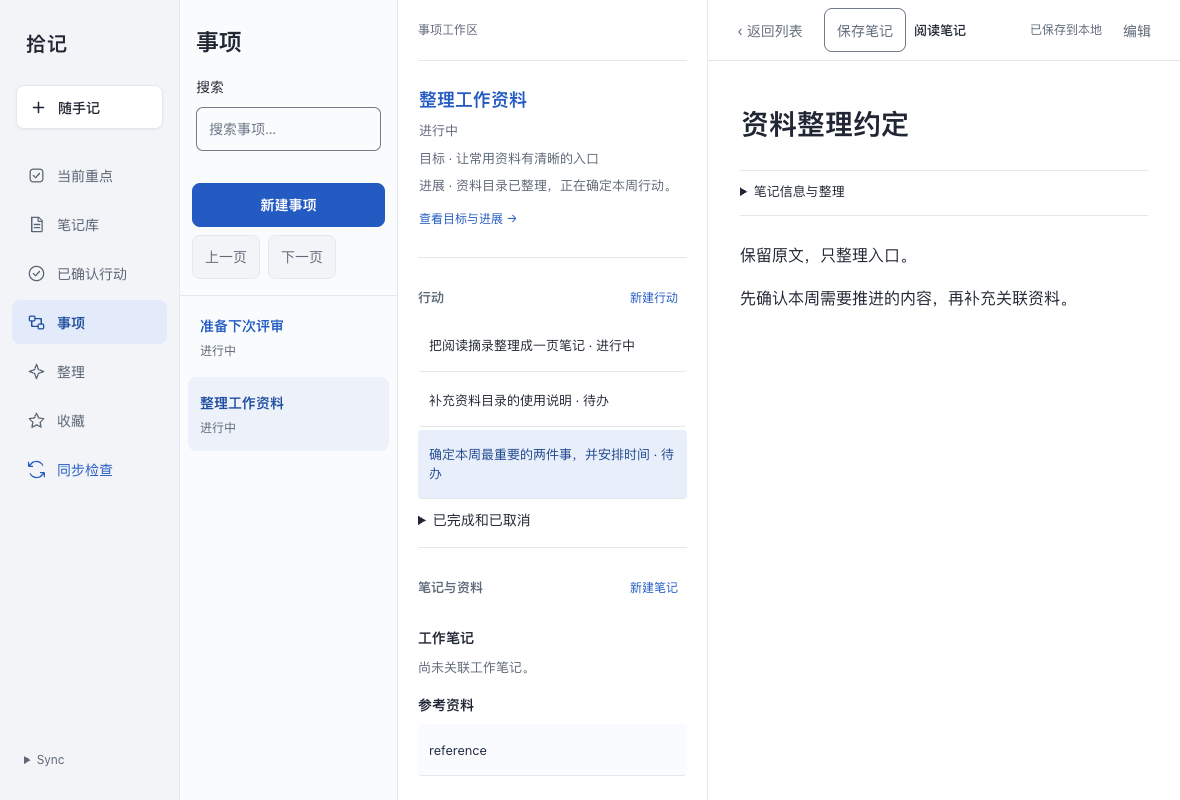 拾记
随手记
当前重点
笔记库
已确认行动
事项
整理
收藏
同步检查
Sync
事项
搜索
搜索事项...
新建事项
上一页
下一页
准备下次评审
进行中
整理工作资料
进行中
事项工作区
整理工作资料
进行中
目标 · 让常用资料有清晰的入口
进展 · 资料目录已整理，正在确定本周行动。
查看目标与进展 →
行动
新建行动
把阅读摘录整理成一页笔记 · 进行中
补充资料目录的使用说明 · 待办
确定本周最重要的两件事，并安排时间 · 待
办
已完成和已取消
笔记与资料
新建笔记
工作笔记
尚未关联工作笔记。
参考资料
reference
‹ 返回列表
保存笔记
阅读笔记
已保存到本地
编辑
资料整理约定
笔记信息与整理
保留原文，只整理入口。
先确认本周需要推进的内容，再补充关联资料。